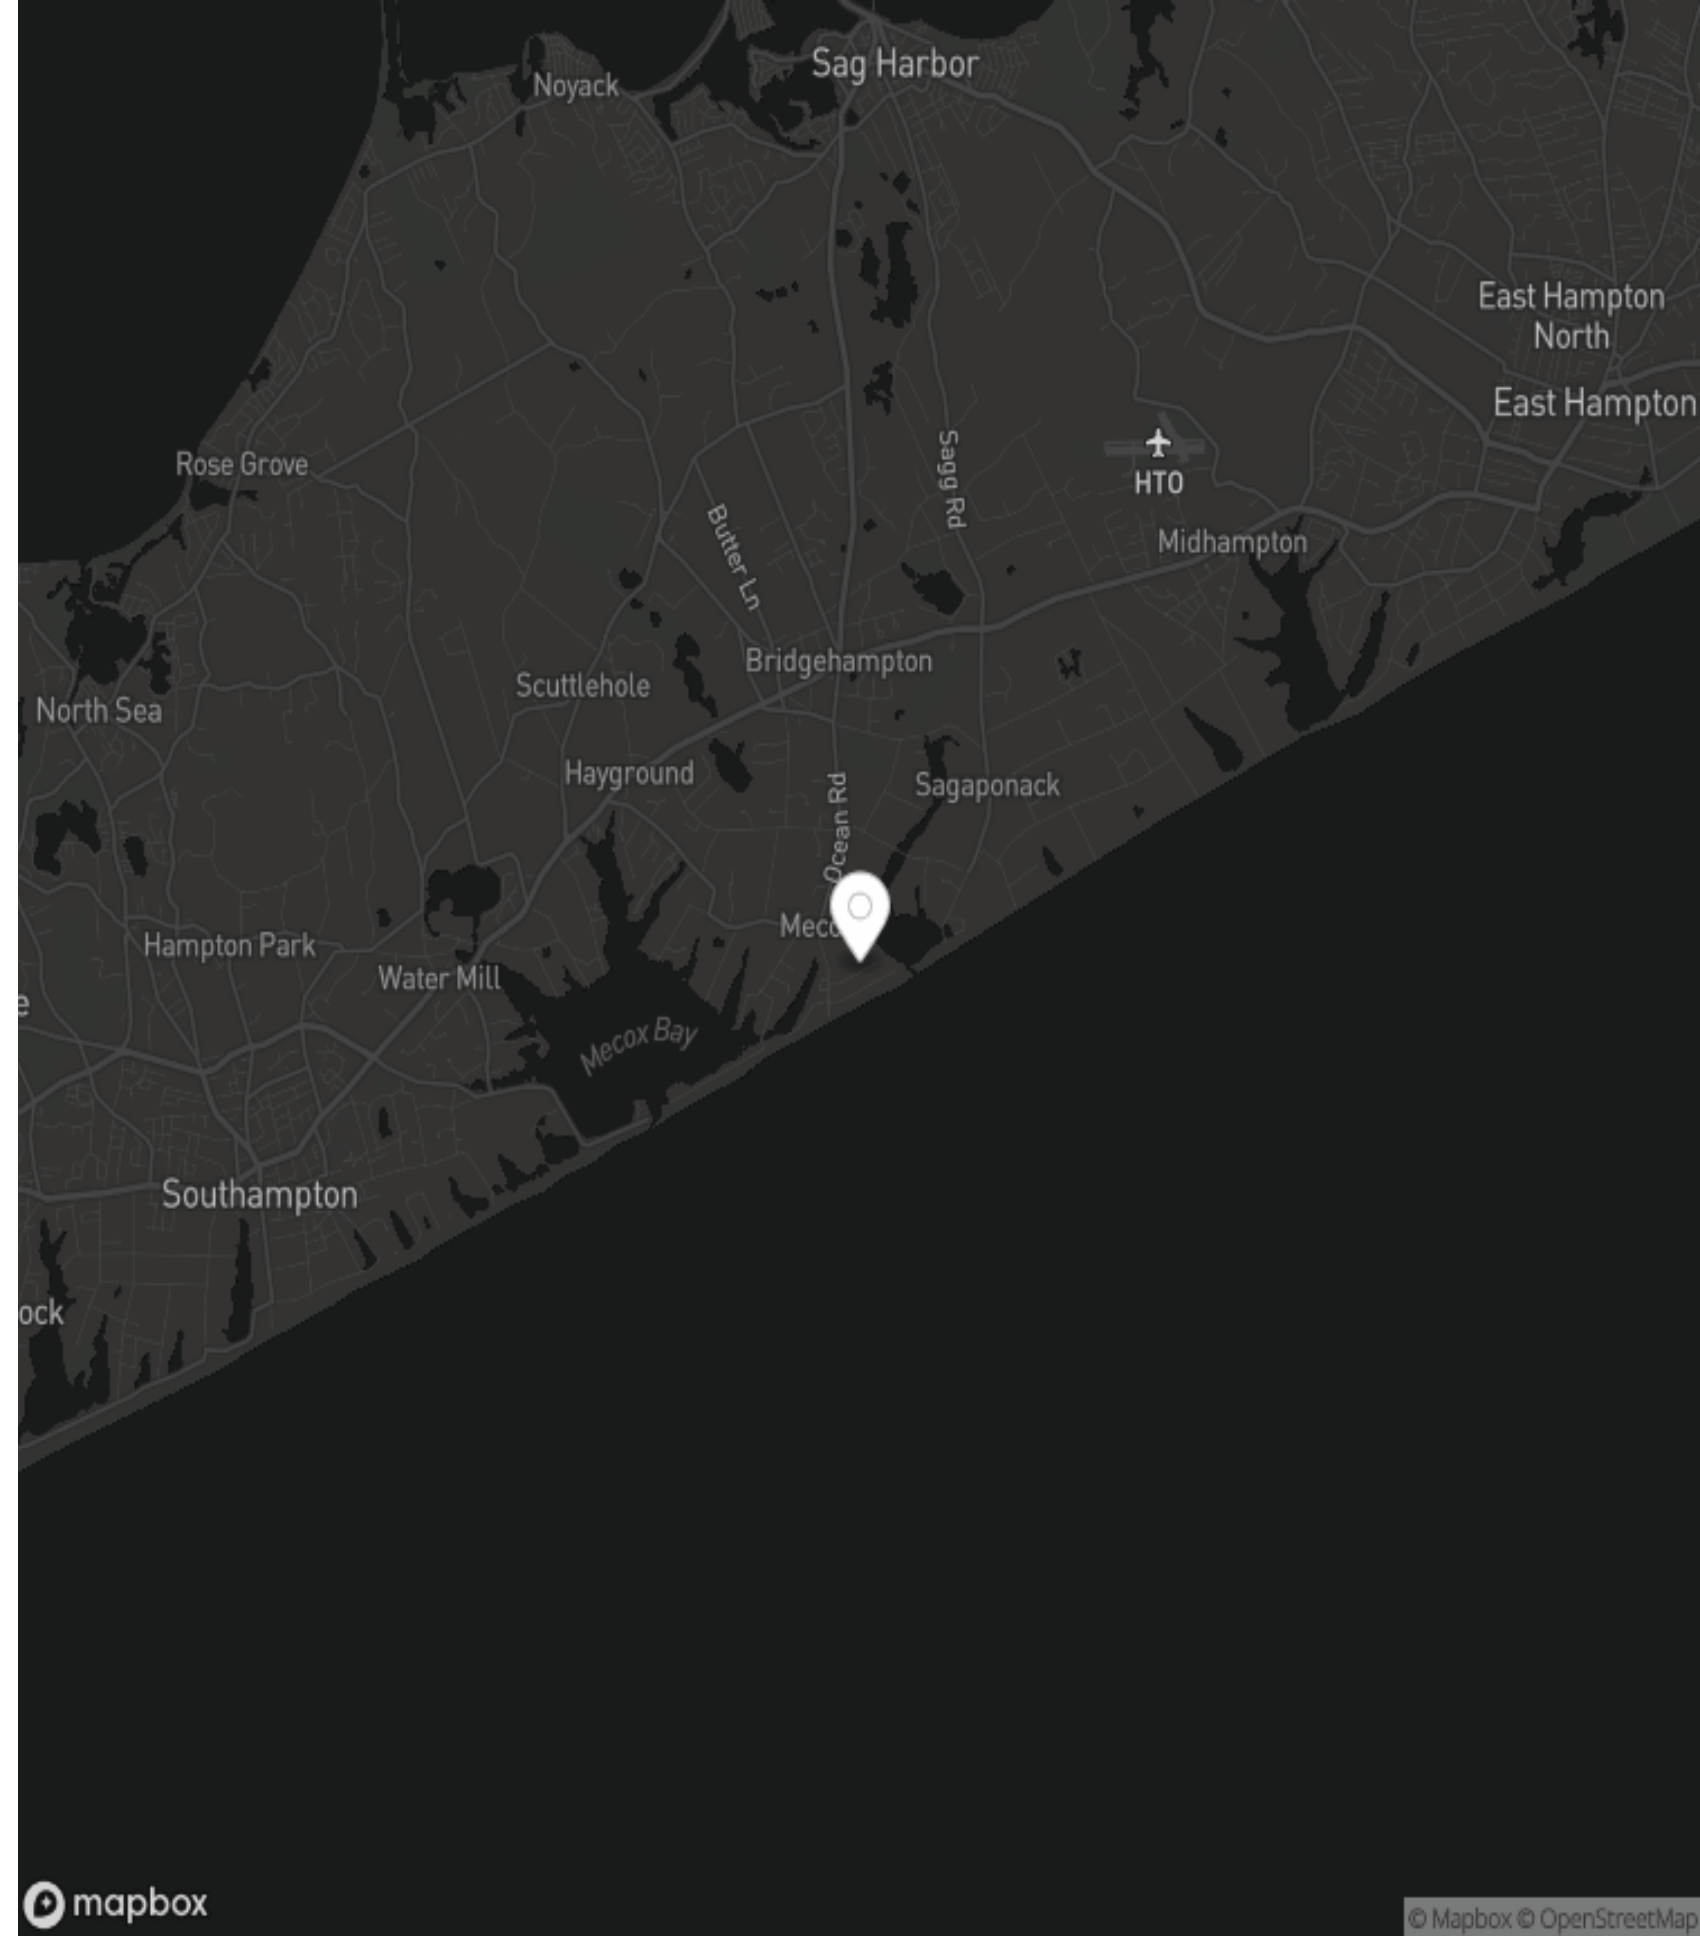 Sag Harbor
Noyack
East Hampton
North
East Hampton
Rose Grove
Sagg Rd
HTO
Butter Ln
Midhampton
Bridgehampton
Scuttlehole
North Sea
Hayground
Sagaponack
Ocean Rd
Meco
Hampton Park
Water Mill
e
Mecox Bay
Southampton
ock
mapbox
© Mapbox © OpenStreetMap